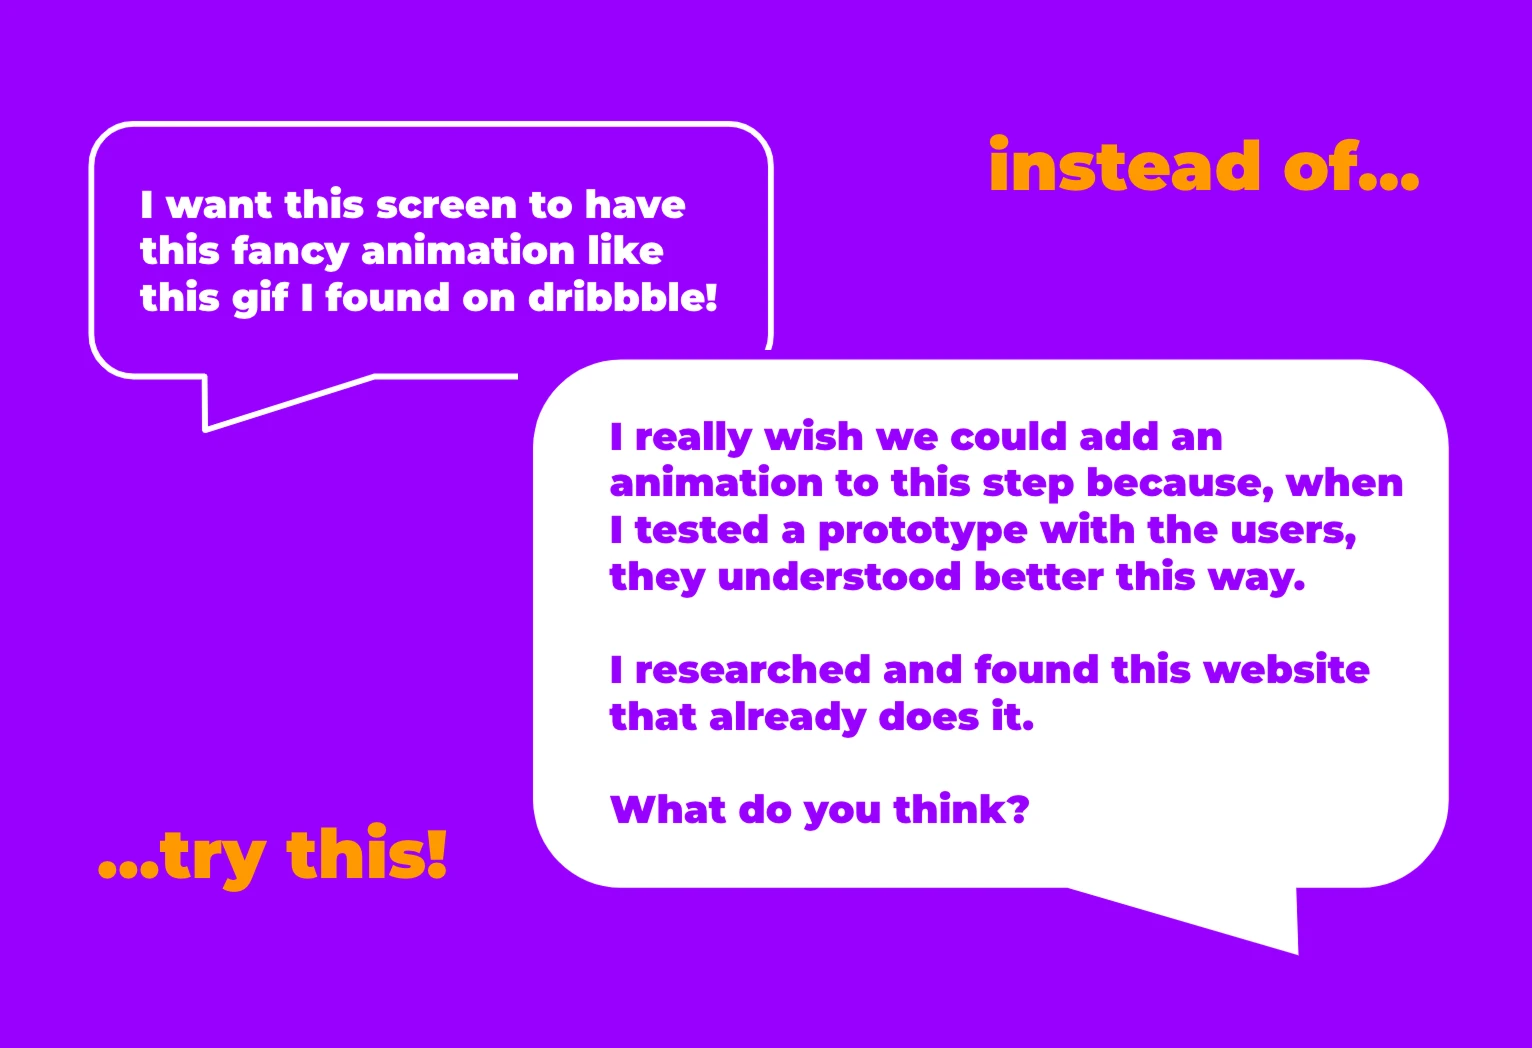 instead of...
I want this screen to have
this fancy animation like
this gif I found on dribbble!
I really wish we could add an
animation to this step because, when
I tested a prototype with the users,
they understood better this way.
I researched and found this website
that already does it.
What do you think?
...try this!